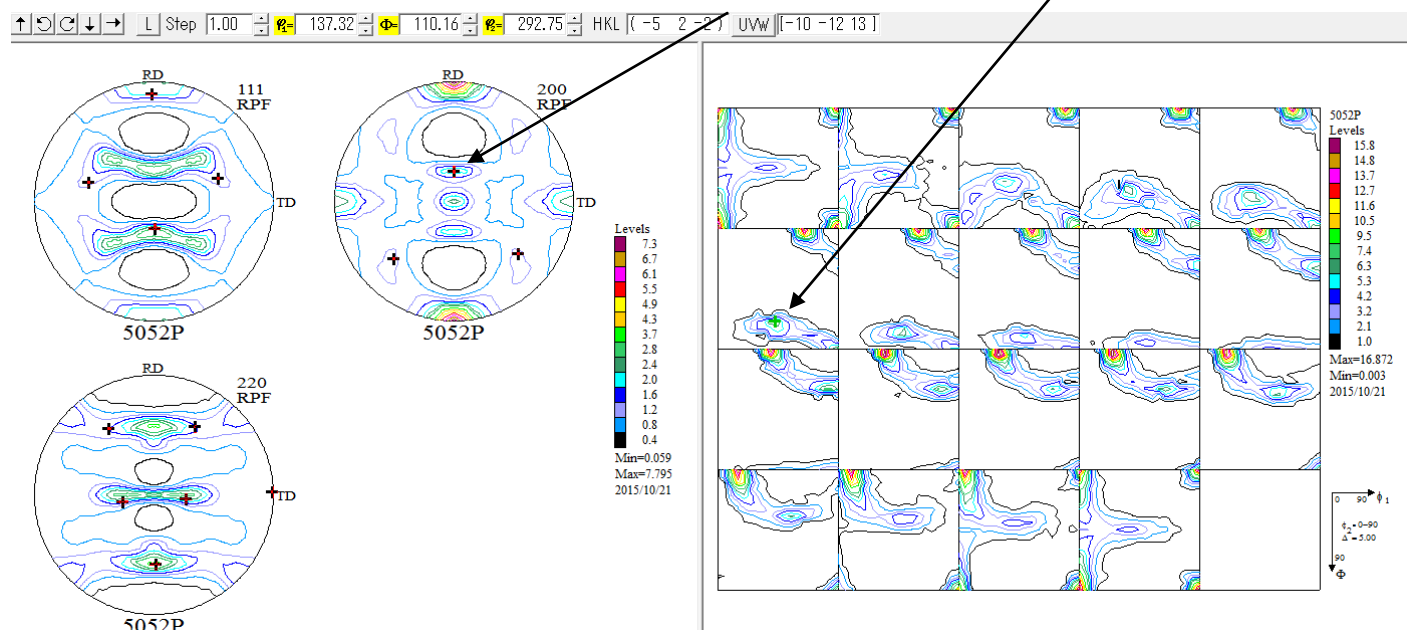 L Step 1.00 φ1= 137.32 Φ= 110.16 φ2= 292.75 HKL ( -5 2 -2 ) UVW [-10 -12 13 ]
RD
111
RPF
TD
5052P
RD
200
RPF
TD
5052P
Levels
7.3
6.7
6.1
5.5
4.9
4.3
3.7
2.8
2.4
2.0
1.6
1.2
0.8
0.4
Min=0.059
Max=7.795
2015/10/21
RD
220
RPF
TD
5052P
5052P
Levels
15.8
14.8
13.7
12.7
11.6
10.5
9.5
7.4
6.3
5.3
4.2
3.2
2.1
1.0
Max=16.872
Min=0.003
2015/10/21
0 90 ϕ1
ϕ2=0~90
Δ=5.00
90
Φ